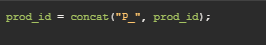 prod_id = concat("P_", prod_id);